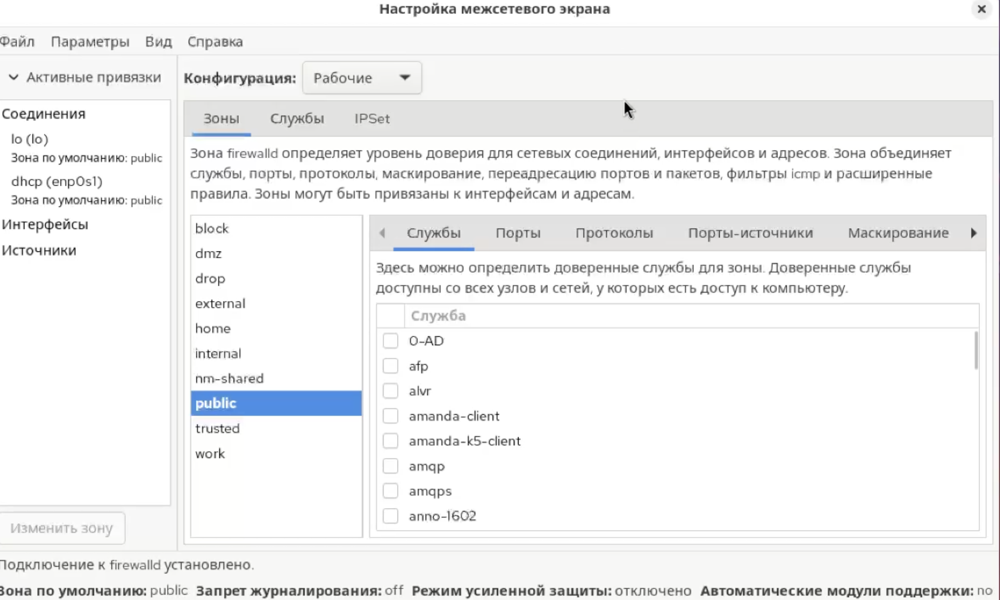 Настройка межсетевого экрана
Файл Параметры Вид Справка
Активные привязки
Соединения
lo (lo)
Зона по умолчанию: public
dhcp (enp0s1)
Зона по умолчанию: public
Интерфейсы
Источники
Изменить зону
Конфигурация: Рабочие
Зоны Службы IPSet
Зона firewalld определяет уровень доверия для сетевых соединений, интерфейсов и адресов. Зона объединяет
службы, порты, протоколы, маскирование, переадресацию портов и пакетов, фильтры icmp и расширенные
правила. Зоны могут быть привязаны к интерфейсам и адресам.
block
dmz
drop
external
home
internal
nm-shared
public
trusted
work
Службы Порты Протоколы Порты-источники Маскирование
Здесь можно определить доверенные службы для зоны. Доверенные службы
доступны со всех узлов и сетей, у которых есть доступ к компьютеру.
Служба
0-AD
afp
alvr
amanda-client
amanda-k5-client
amqp
amqps
anno-1602
Подключение к firewalld установлено.
Зона по умолчанию: public Запрет журналирования: off Режим усиленной защиты: отключено Автоматические модули поддержки: no